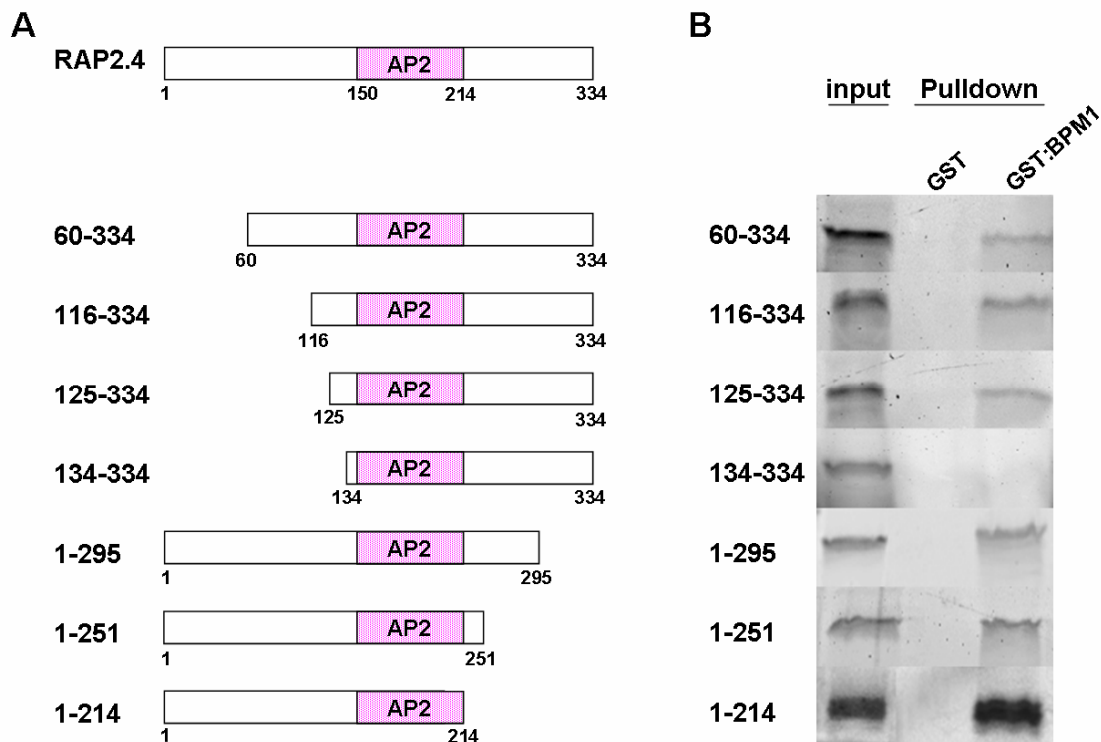 A
RAP2.4
AP2
1 150 214 334
60-334
AP2
60 334
116-334
AP2
116 334
125-334
AP2
125 334
134-334
AP2
134 334
1-295
AP2
1 295
1-251
AP2
1 251
1-214
AP2
1 214
B
input Pulldown
GST GST:BPM1
60-334
116-334
125-334
134-334
1-295
1-251
1-214